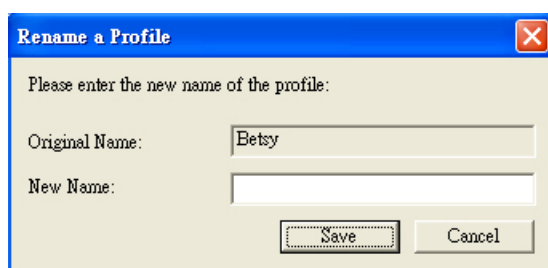 Rename a Profile
Please enter the new name of the profile:
Original Name: Betsy
New Name:
Save Cancel